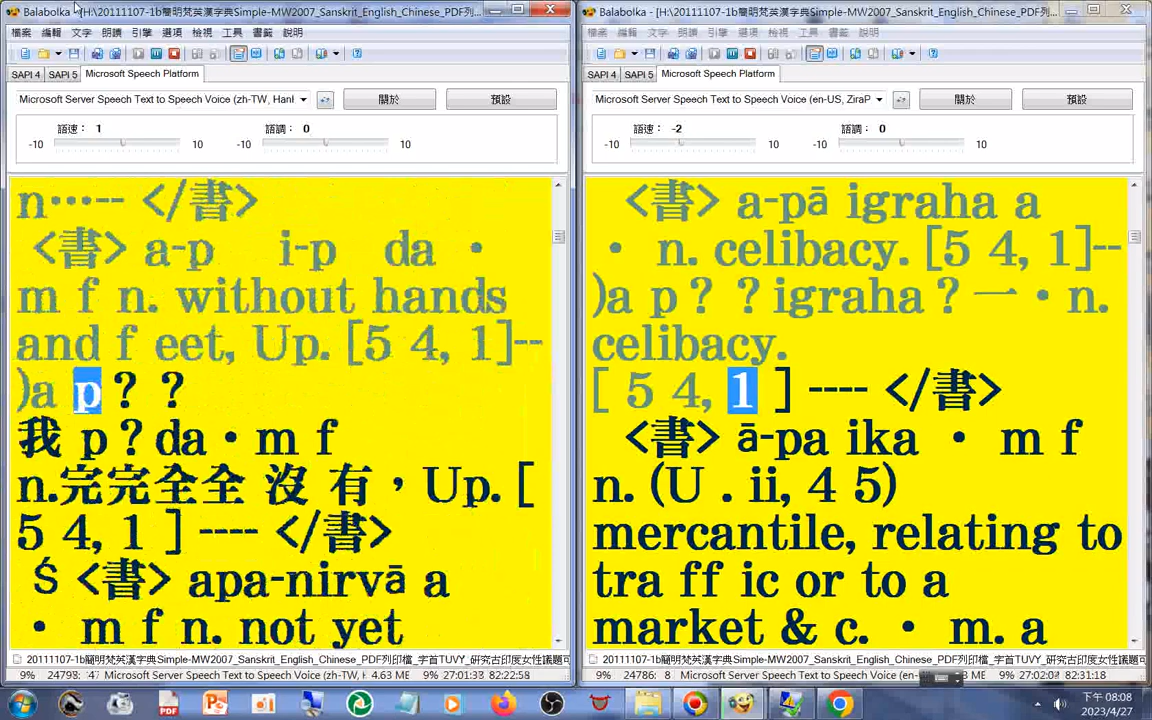 Balabolka - [H:\20111107-1b簡明梵英漢字典Simple-MW2007_Sanskrit_English_Chinese_PDF列...
檔案 編輯 文字 朗讀 引擎 選項 檢視 工具 書籤 說明
SAPI 4 SAPI 5 Microsoft Speech Platform
Microsoft Server Speech Text to Speech Voice (zh-TW, Hanl 關於 預設
語速： 1 語調： 0
-10 10 -10 10
n⋯⋯-- </書>
<書> a-p i-p da •
m f n. without hands
and f eet, Up. [5 4, 1]--
)a p？？
我 p？da • m f
n.完完全全 沒 有，Up. [
5 4, 1 ] ---- </書>
Ś <書> apa-nirvā a
• m f n. not yet
20111107-1b簡明梵英漢字典Simple-MW2007_Sanskrit_English_Chinese_PDF列印檔_字首TUVY_研究古印度女性議題可
9% 24798: '4 Microsoft Server Speech Text to Speech Voice (zh-TW, 4.63 ME 9% 27:01:33 82:22:58
Balabolka - [H:\20111107-1b簡明梵英漢字典Simple-MW2007_Sanskrit_English_Chinese_PDF列...
檔案 編輯 文字 朗讀 引擎 選項 檢視 工具 書籤 說明
SAPI 4 SAPI 5 Microsoft Speech Platform
Microsoft Server Speech Text to Speech Voice (en-US, ZiraP 關於 預設
語速： -2 語調： 0
-10 10 -10 10
<書> a-pā igraha a
• n. celibacy. [5 4, 1]--
)a p？？igraha？一 • n.
celibacy.
[ 5 4, 1 ] ---- </書>
<書> ā-pa ika • m f
n. (U . ii, 4 5)
mercantile, relating to
tra ff ic or to a
market & c. • m. a
20111107-1b簡明梵英漢字典Simple-MW2007_Sanskrit_English_Chinese_PDF列印檔_字首TUVY_研究古印度女性議題可
9% 24786: 8 Microsoft Server Speech Text to Speech Voice (en-US, 9% 27:02:0 82:31:18
下午 08:08
2023/4/27